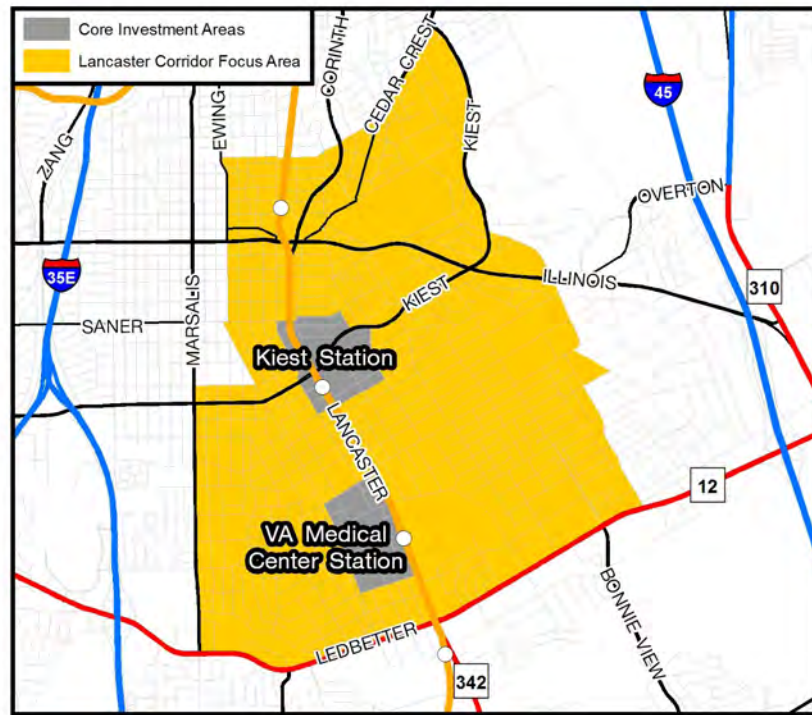 Core Investment Areas
Lancaster Corridor Focus Area
ZANG
EWING
CORINTH
CEDAR CREST
KIEST
45
OVERTON
35E
MARSALIS
SANER
KIEST
ILLINOIS
310
Kiest Station
LANCASTER
12
VA Medical
Center Station
LEDBETTER
BONNIE VIEW
342